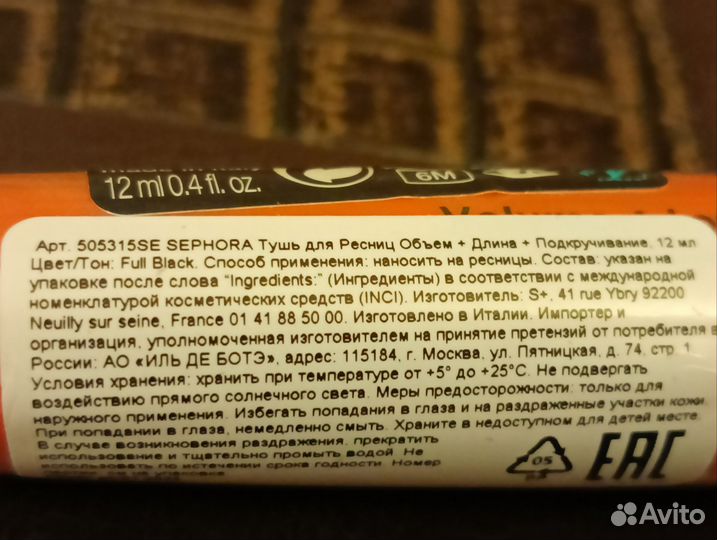 12 ml 0.4 fl. oz.
6M
Арт. 505315SE SEPHORA Тушь для Ресниц Объем + Длина + Подкручивание. 12 мл
Цвет/Тон: Full Black. Способ применения: наносить на ресницы. Состав: указан на
упаковке после слова "Ingredients:" (Ингредиенты) в соответствии с международной
номенклатурой косметических средств (INCI). Изготовитель: S+, 41 rue Ybry 92200
Neuilly sur seine, France 01 41 88 50 00. Изготовлено в Италии. Импортер и
организация, уполномоченная изготовителем на принятие претензий от потребителя в
России: АО «ИЛЬ ДЕ БОТЭ», адрес: 115184, г. Москва, ул. Пятницкая, д. 74, стр. 1
Условия хранения: хранить при температуре от +5° до +25°C. Не подвергать
воздействию прямого солнечного света. Меры предосторожности: только для
наружного применения. Избегать попадания в глаза и на раздраженные участки кожи.
При попадании в глаза, немедленно смыть. Храните в недоступном для детей месте.
В случае возникновения раздражения, прекратить
использование и тщательно промыть водой. Не
использовать по истечении срока годности. Номер
05
EAC
Avito